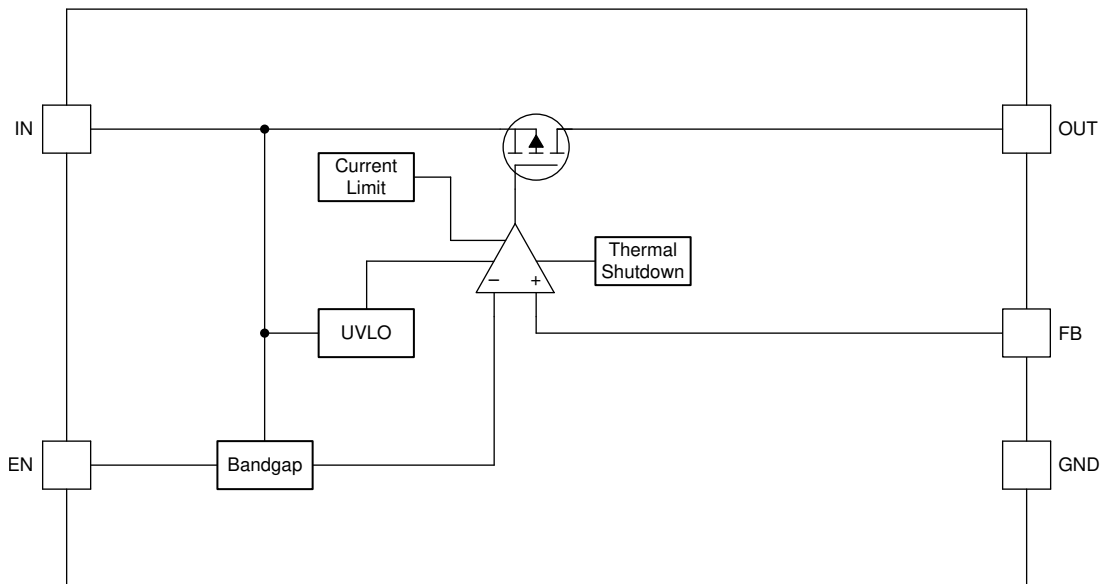 IN
OUT
Current
Limit
Thermal
Shutdown
−
+
UVLO
FB
EN
Bandgap
GND